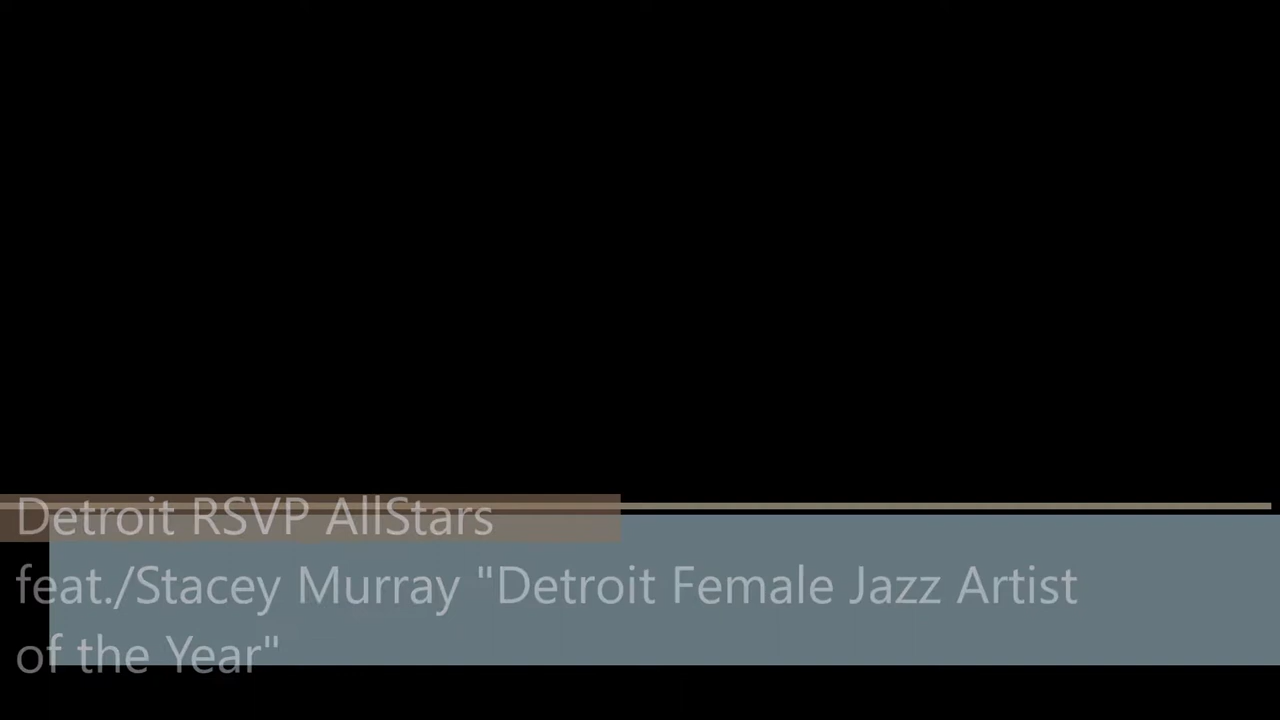 Detroit RSVP AllStars
feat./Stacey Murray "Detroit Female Jazz Artist
of the Year"